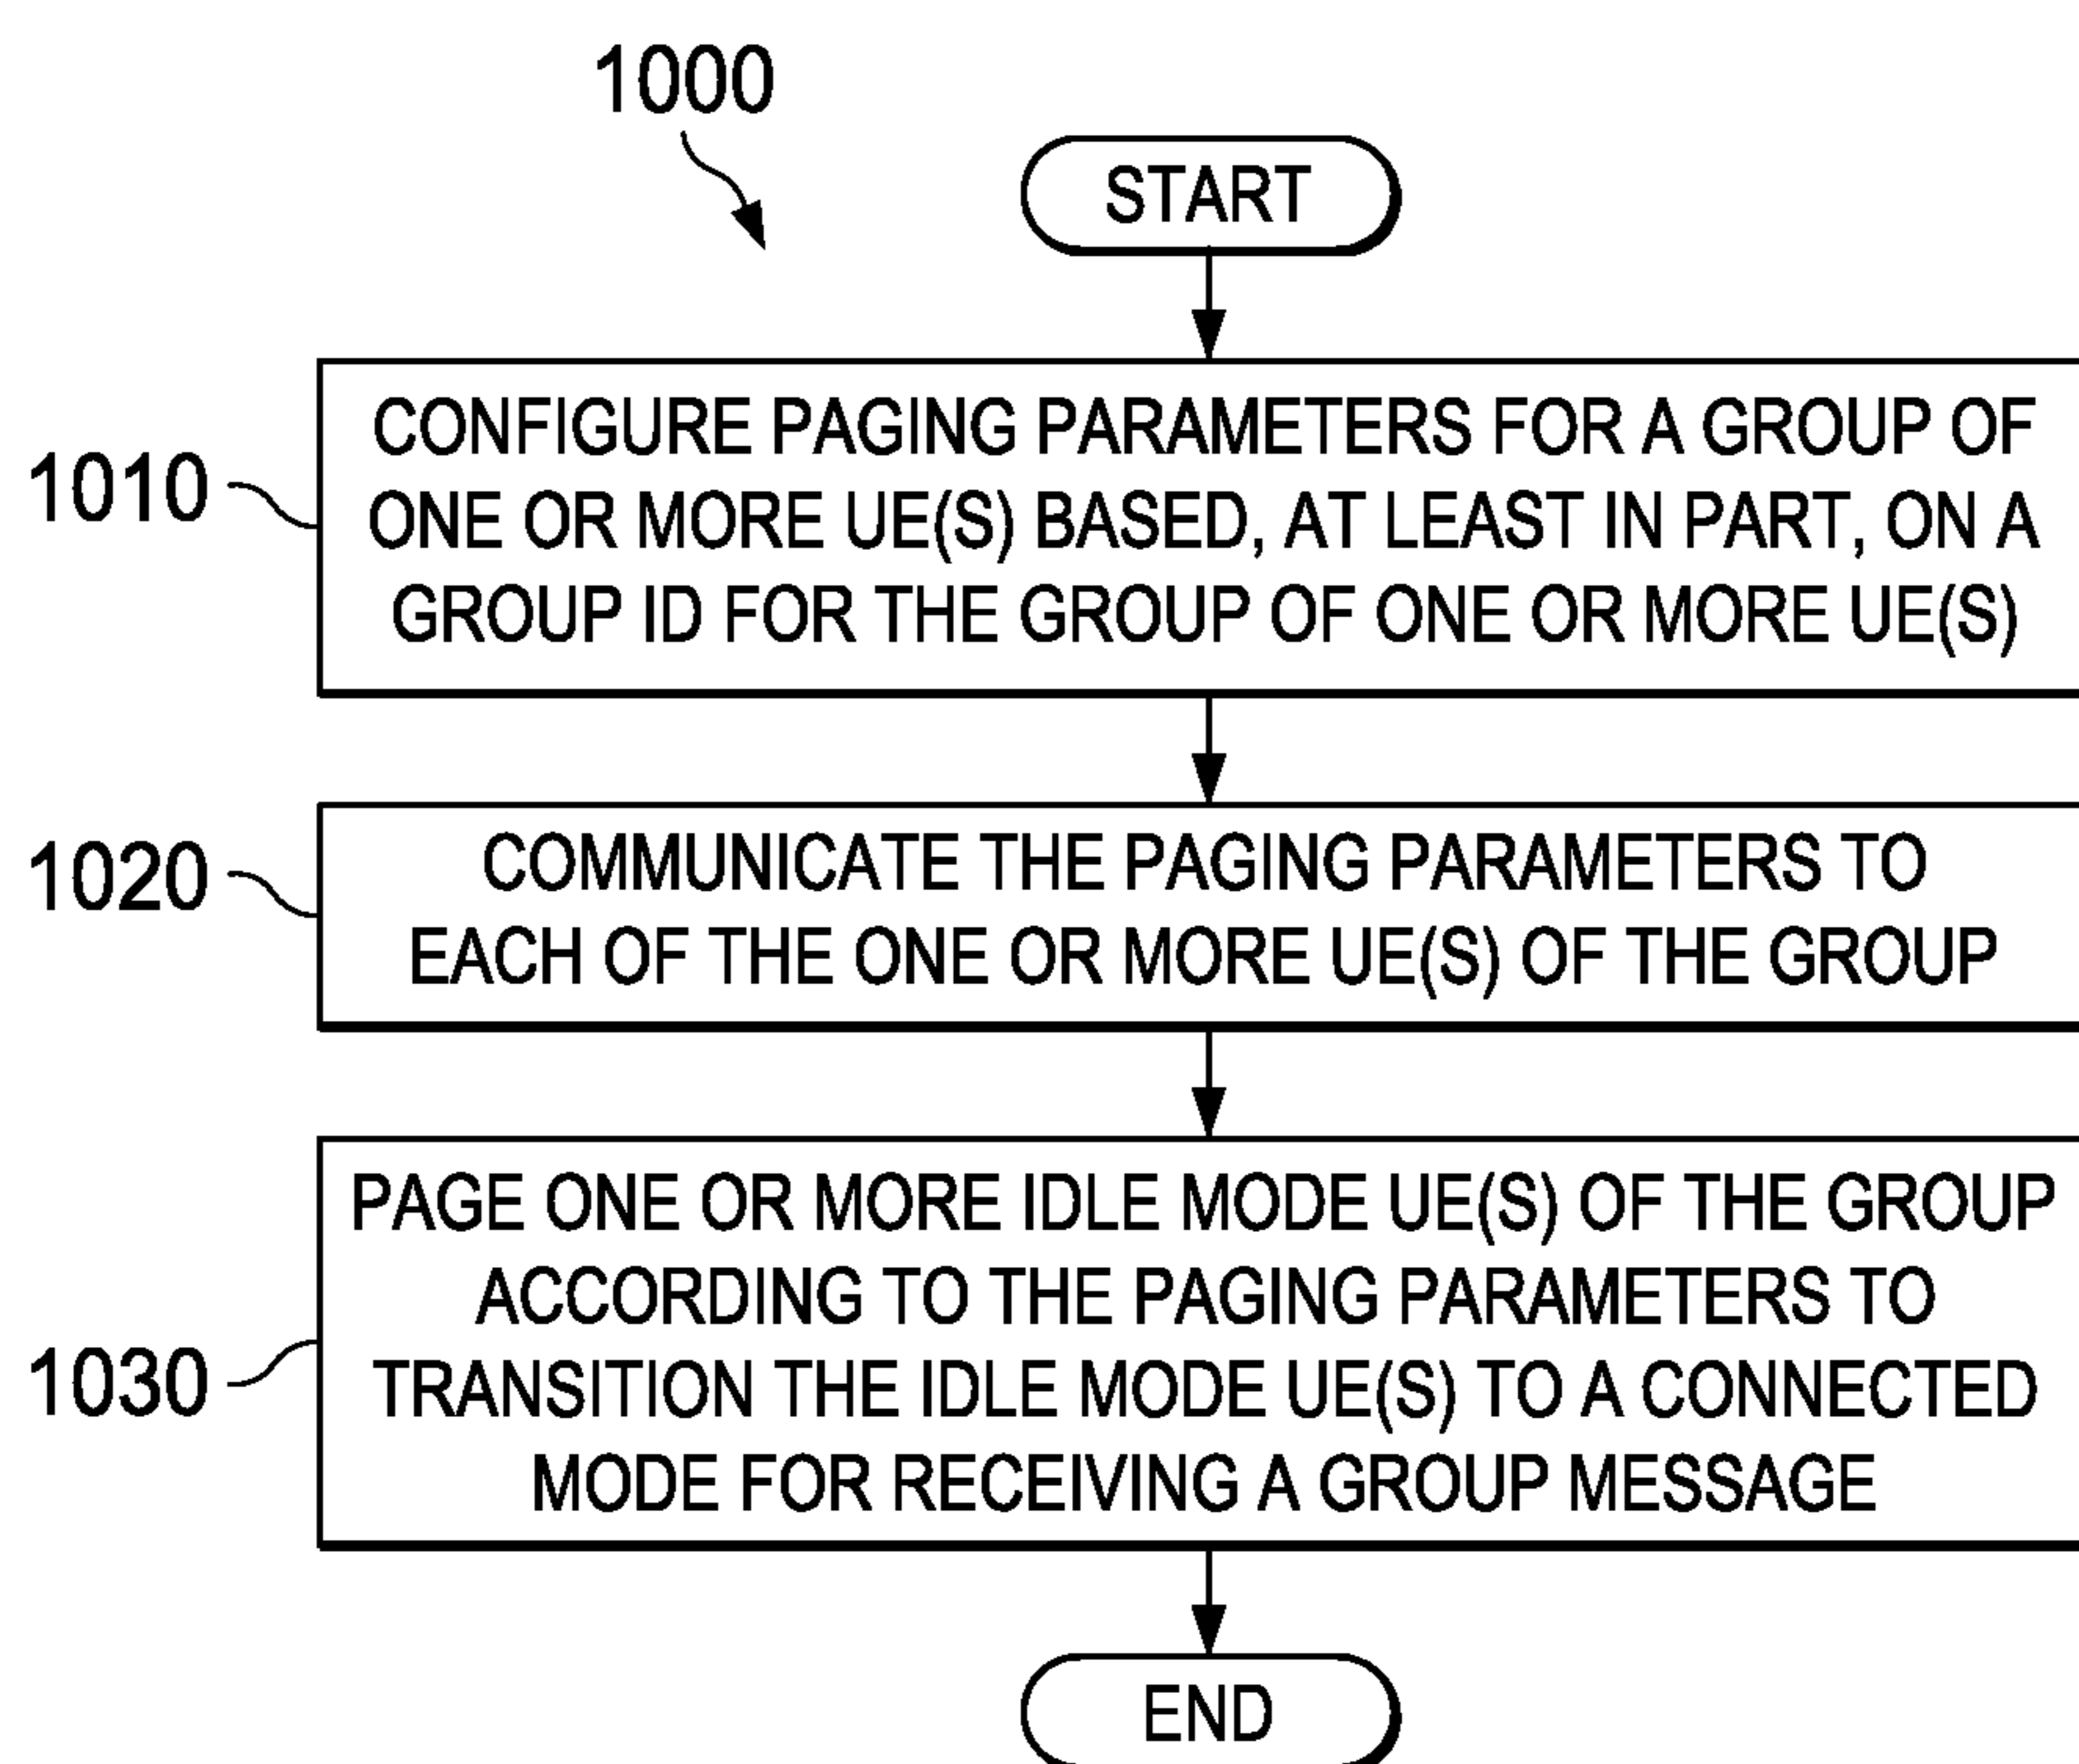 1000
START
1010
CONFIGURE PAGING PARAMETERS FOR A GROUP OF
ONE OR MORE UE(S) BASED, AT LEAST IN PART, ON A
GROUP ID FOR THE GROUP OF ONE OR MORE UE(S)
1020
COMMUNICATE THE PAGING PARAMETERS TO
EACH OF THE ONE OR MORE UE(S) OF THE GROUP
1030
PAGE ONE OR MORE IDLE MODE UE(S) OF THE GROUP
ACCORDING TO THE PAGING PARAMETERS TO
TRANSITION THE IDLE MODE UE(S) TO A CONNECTED
MODE FOR RECEIVING A GROUP MESSAGE
END